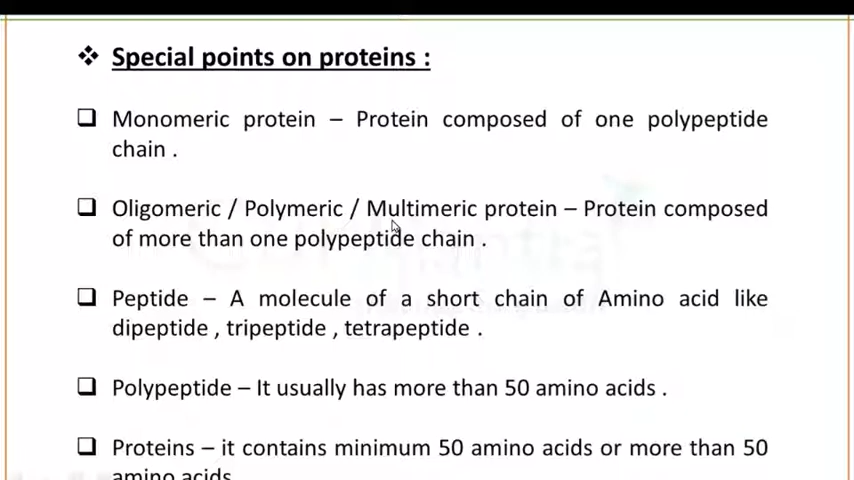 ❖ Special points on proteins :
❑ Monomeric protein – Protein composed of one polypeptide
chain .
❑ Oligomeric / Polymeric / Multimeric protein – Protein composed
of more than one polypeptide chain .
❑ Peptide – A molecule of a short chain of Amino acid like
dipeptide , tripeptide , tetrapeptide .
❑ Polypeptide – It usually has more than 50 amino acids .
❑ Proteins – it contains minimum 50 amino acids or more than 50
amino acids